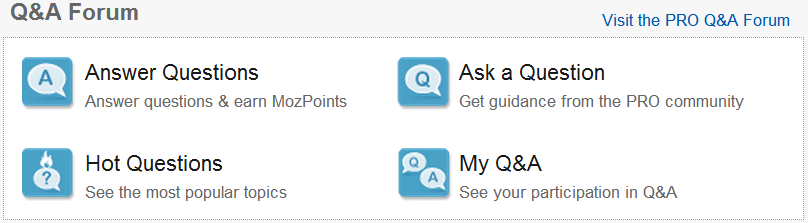 Q&A Forum
Visit the PRO Q&A Forum
A
Answer Questions
Answer questions & earn MozPoints
Q
Ask a Question
Get guidance from the PRO community
?
Hot Questions
See the most popular topics
Q
A
My Q&A
See your participation in Q&A